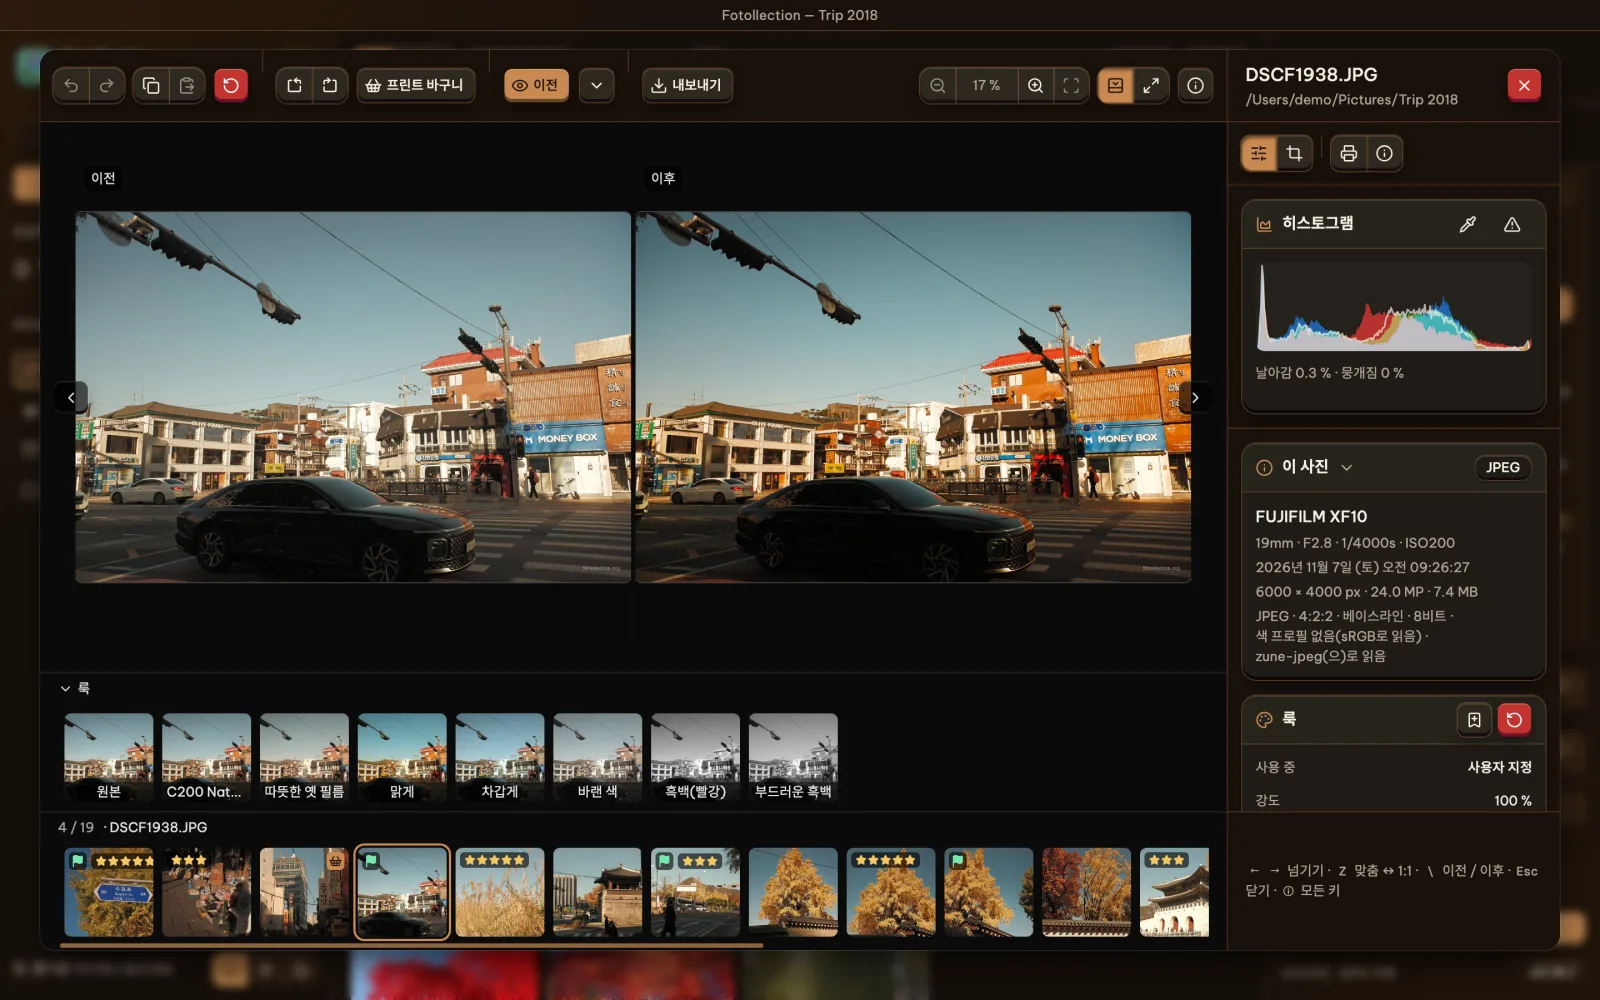 Fotollection — Trip 2018
프린트 바구니
이전
내보내기
17 %
DSCF1938.JPG
/Users/demo/Pictures/Trip 2018
이전
이후
MONEY BOX
MONEY BOX
히스토그램
날아감 0.3 % · 뭉개짐 0 %
이 사진
JPEG
FUJIFILM XF10
19mm · F2.8 · 1/4000s · ISO200
2026년 11월 7일 (토) 오전 09:26:27
6000 × 4000 px · 24.0 MP · 7.4 MB
JPEG · 4:2:2 · 베이스라인 · 8비트 ·
색 프로필 없음(sRGB로 읽음) ·
zune-jpeg(으)로 읽음
룩
사용 중
사용자 지정
강도
100 %
룩
원본
C200 Nat...
따뜻한 옛 필름
맑게
차갑게
바랜 색
흑백(빨강)
부드러운 흑백
4 / 19 · DSCF1938.JPG
← → 넘기기 · Z 맞춤 ↔ 1:1 · \ 이전 / 이후 · Esc
닫기 · ⓘ 모든 키